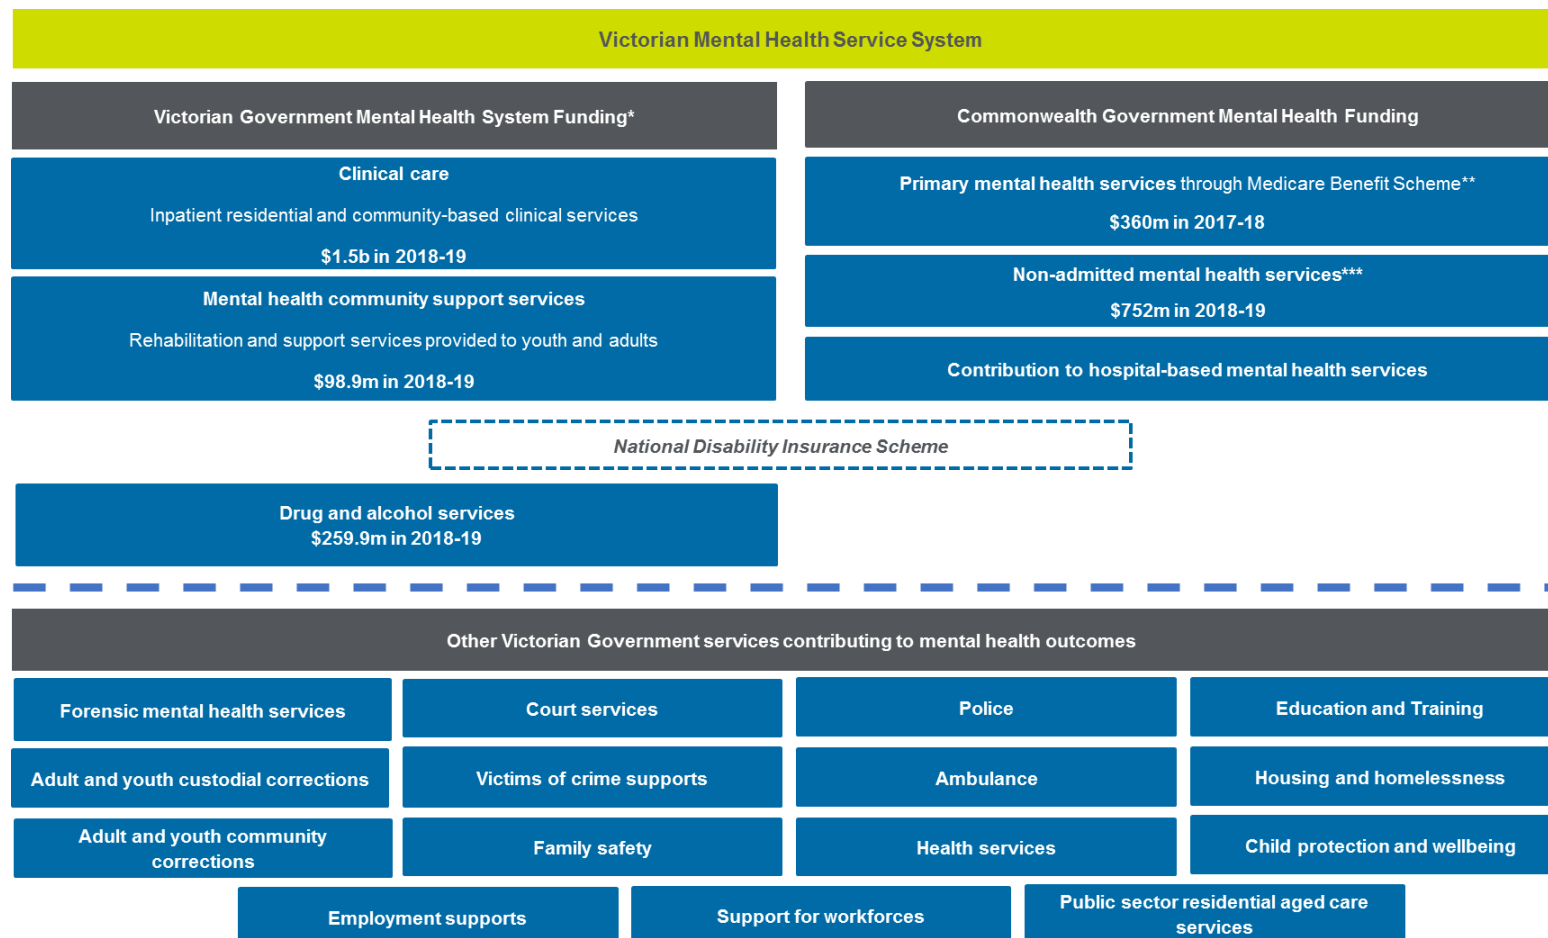 Victorian Mental Health Service System
Victorian Government Mental Health System Funding*
Commonwealth Government Mental Health Funding
Clinical care
Inpatient residential and community-based clinical services
$1.5b in 2018-19
Mental health community support services
Rehabilitation and support services provided to youth and adults
$98.9m in 2018-19
Primary mental health services through Medicare Benefit Scheme**
$360m in 2017-18
Non-admitted mental health services***
$752m in 2018-19
Contribution to hospital-based mental health services
National Disability Insurance Scheme
Drug and alcohol services
$259.9m in 2018-19
Other Victorian Government services contributing to mental health outcomes
Forensic mental health services
Court services
Police
Education and Training
Adult and youth custodial corrections
Victims of crime supports
Ambulance
Housing and homelessness
Adult and youth community
corrections
Family safety
Health services
Child protection and wellbeing
Employment supports
Support for workforces
Public sector residential aged care
services